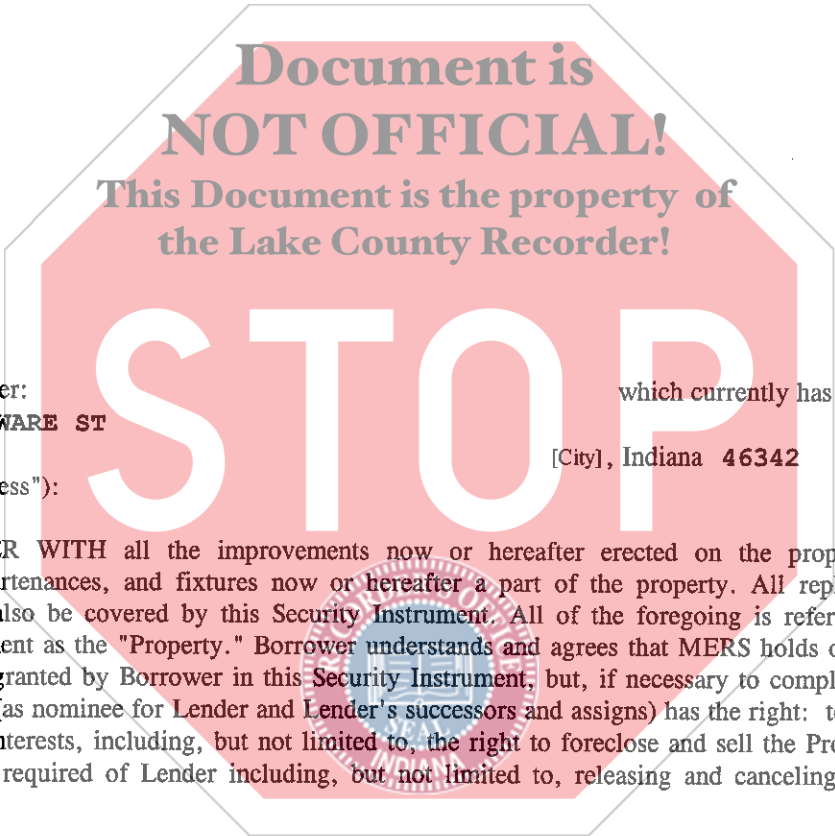 Document is
NOT OFFICIAL!
This Document is the property of
the Lake County Recorder!
STOP
er: which currently has
WARE ST
[City], Indiana 46342
ess"):
R WITH all the improvements now or hereafter erected on the prop
rtenances, and fixtures now or hereafter a part of the property. All rep
also be covered by this Security Instrument. All of the foregoing is refer
ent as the "Property." Borrower understands and agrees that MERS holds o
granted by Borrower in this Security Instrument, but, if necessary to compl
(as nominee for Lender and Lender's successors and assigns) has the right: t
nterests, including, but not limited to, the right to foreclose and sell the Pro
required of Lender including, but not limited to, releasing and canceling
SEAL
INDIANA